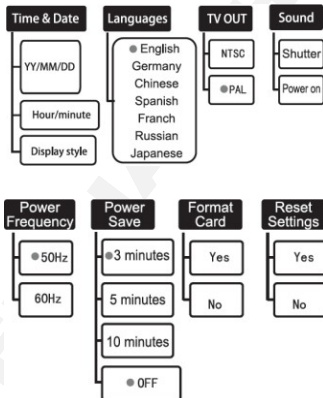 Time & Date
YY/MM/DD
Hour/minute
Display style
Languages
English
Germany
Chinese
Spanish
Franch
Russian
Japanese
TV OUT
NTSC
PAL
Sound
Shutter
Power on
Power
Frequency
50Hz
60Hz
Power
Save
3 minutes
5 minutes
10 minutes
OFF
Format
Card
Yes
No
Reset
Settings
Yes
No